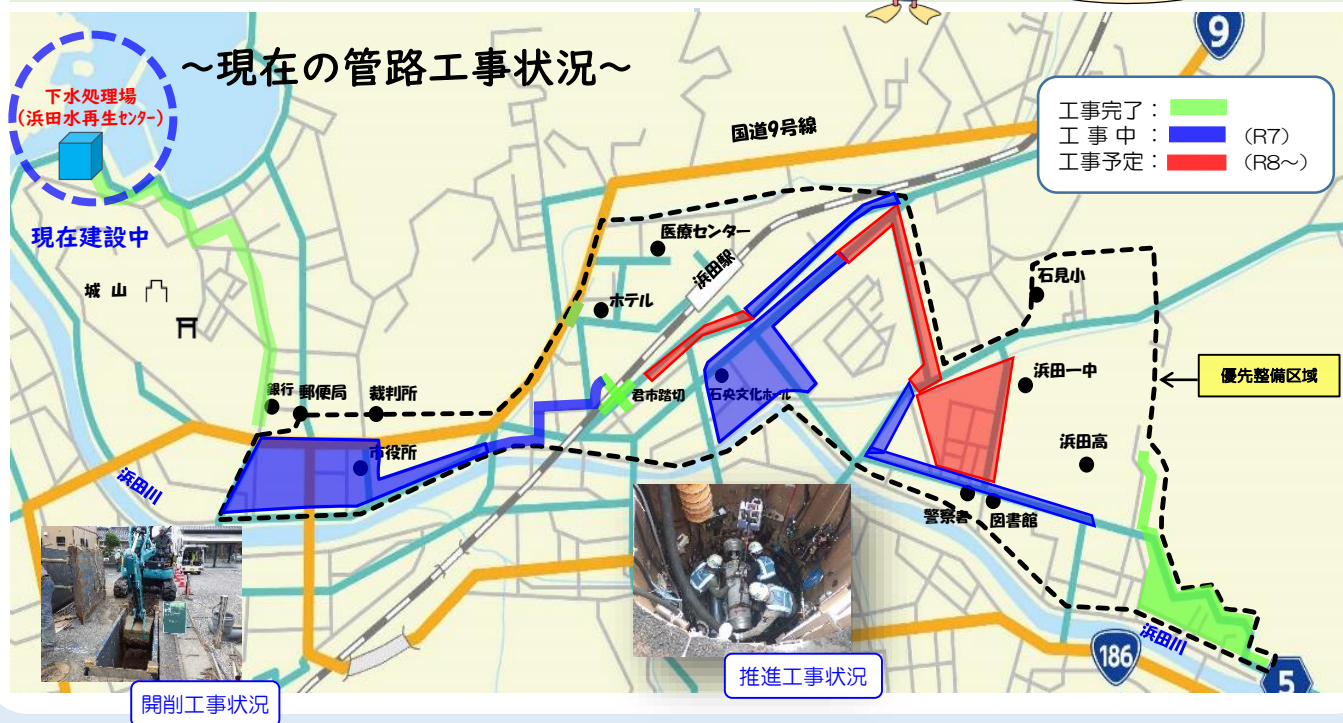 ～現在の管路工事状況～
9
下水処理場
(浜田水再生ｾﾝﾀｰ)
現在建設中
国道9号線
工事完了：
工 事 中 ： (R7)
工事予定： (R8～)
医療センター
浜田駅
ホテル
石見小
城 山
君市踏切
石央文化ホール
浜田一中
優先整備区域
銀行
郵便局
裁判所
市役所
浜田高
浜田川
警察署
図書館
浜田川
186
5
開削工事状況
推進工事状況